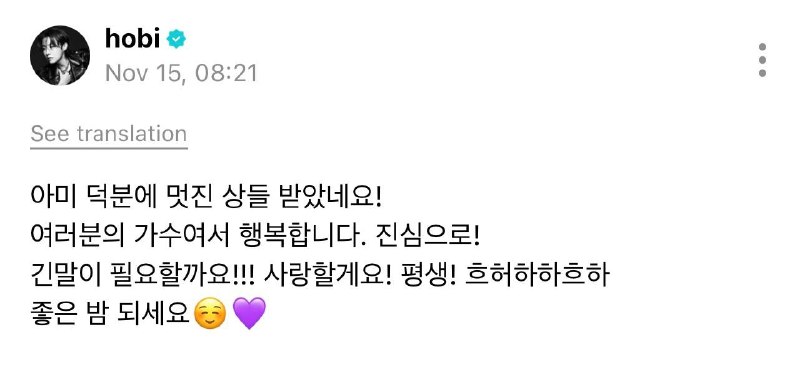 hobi
Nov 15, 08:21
See translation
아미 덕분에 멋진 상들 받았네요!
여러분의 가수여서 행복합니다. 진심으로!
긴말이 필요할까요!!! 사랑할게요! 평생! 흐허하하흐하
좋은 밤 되세요☺️💜